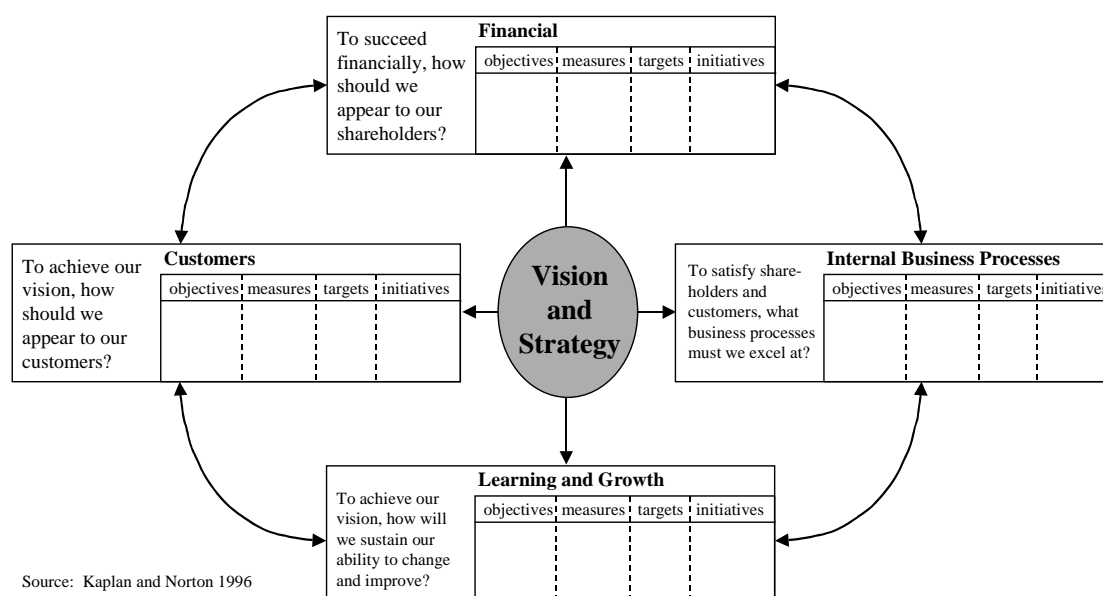 Financial
To succeed
financially, how
should we
appear to our
shareholders?
objectives measures targets initiatives
Customers
To achieve our
vision, how
should we
appear to our
customers?
objectives measures targets initiatives
Vision
and
Strategy
Internal Business Processes
To satisfy share-
holders and
customers, what
business processes
must we excel at?
objectives measures targets initiatives
Learning and Growth
To achieve our
vision, how will
we sustain our
ability to change
and improve?
objectives measures targets initiatives
Source: Kaplan and Norton 1996